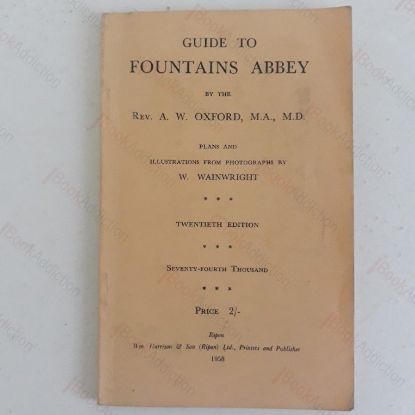 GUIDE TO
FOUNTAINS ABBEY
BY THE
REV. A. W. OXFORD, M.A., M.D.
PLANS AND
ILLUSTRATIONS FROM PHOTOGRAPHS BY
W. WAINWRIGHT
* * *
TWENTIETH EDITION
* * *
SEVENTY-FOURTH THOUSAND
* * *
PRICE 2/-
Ripon
Wm. Harrison & Son (Ripon) Ltd., Printers and Publisher
1958